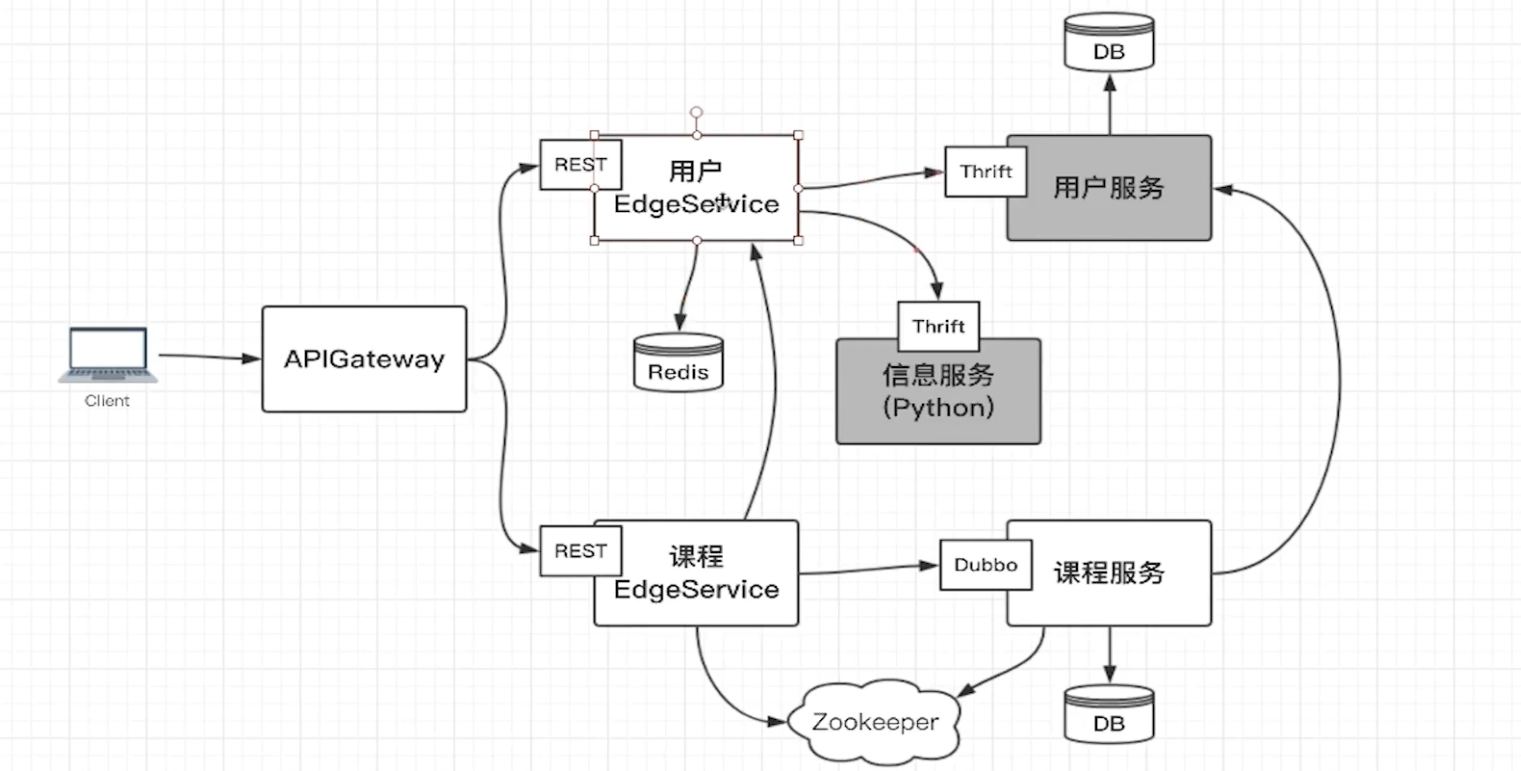 DB
REST
用户
EdgeService
Thrift
用户服务
Thrift
信息服务
(Python)
Redis
APIGateway
Client
REST
课程
EdgeService
Dubbo
课程服务
Zookeeper
DB